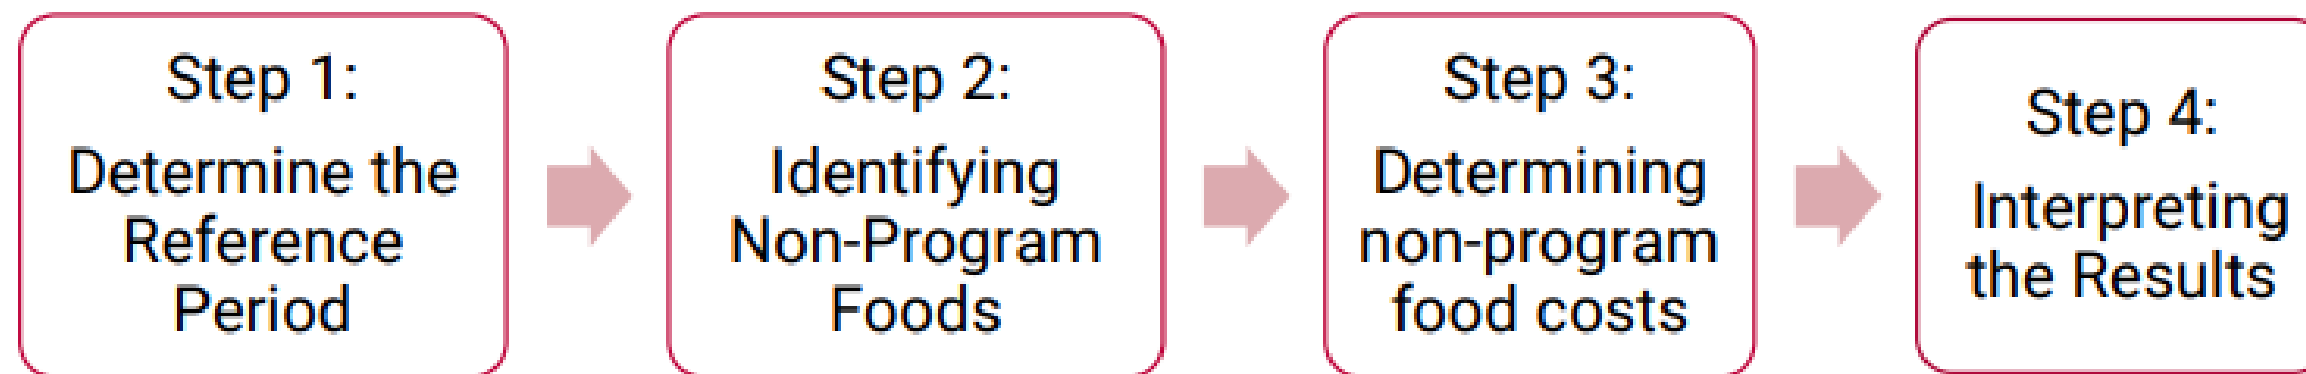 Step 1:
Determine the
Reference
Period
Step 2:
Identifying
Non-Program
Foods
Step 3:
Determining
non-program
food costs
Step 4:
Interpreting
the Results